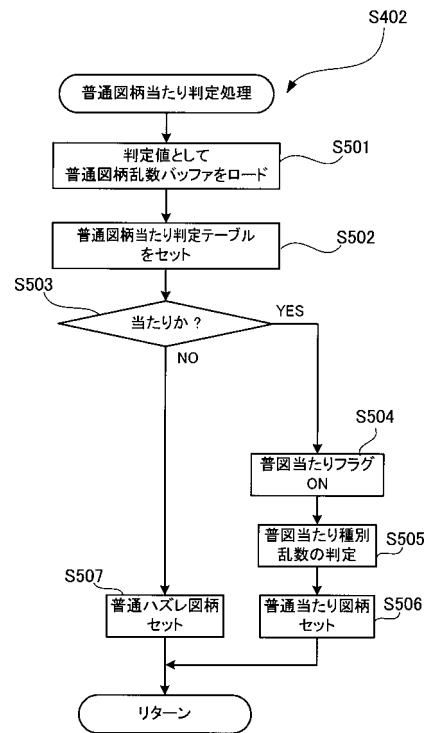 S402
普通図柄当たり判定処理
判定値として
普通図柄乱数バッファをロード
S501
普通図柄当たり判定テーブル
をセット
S502
S503
当たりか？
YES
NO
S504
普図当たりフラグ
ON
普図当たり種別
乱数の判定
S505
S507
普通ハズレ図柄
セット
普通当たり図柄
セット
S506
リターン